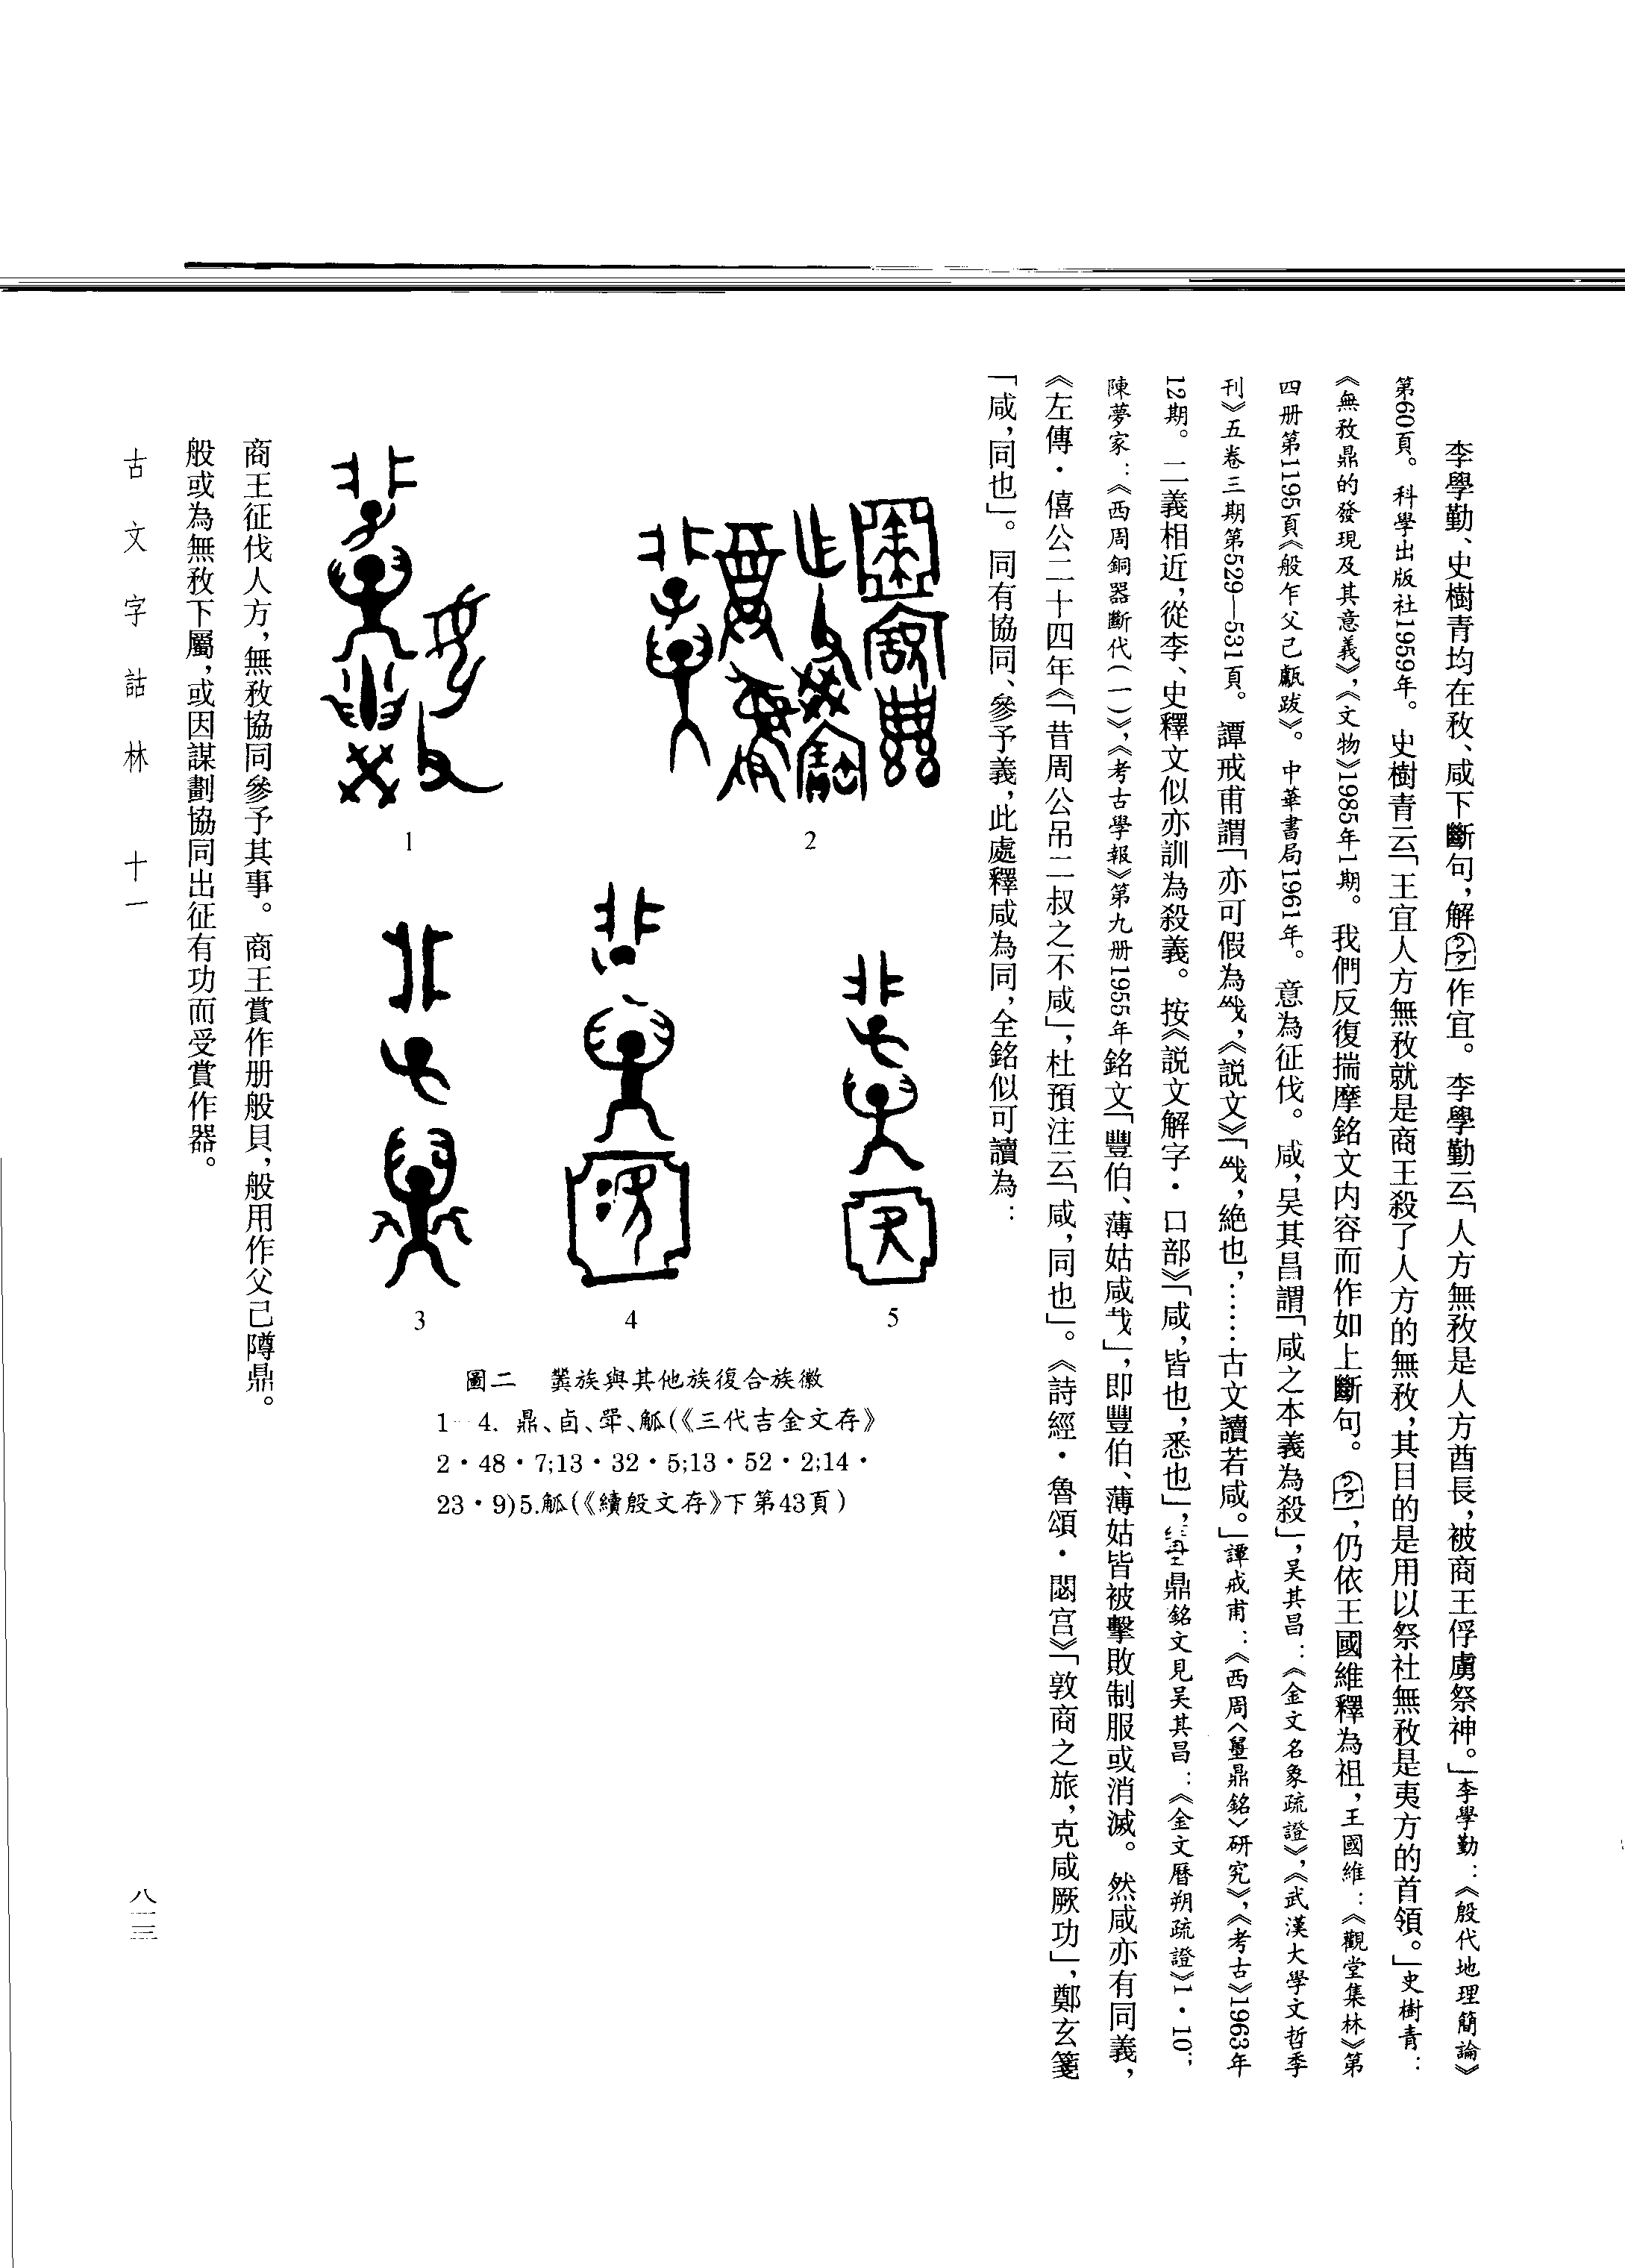 李學勤、史樹青均在敄、咸下斷句，解作宜。李學勤云「人方無敄是人方酋長，被商王俘虜祭神。」李學勤：《殷代地理簡論》
第60頁。科學出版社1959年。史樹青云「王宜人方無敄就是商王殺了人方的無敄，其目的是用以祭社無敄是夷方的首領。」史樹青：
《無敄鼎的發現及其意義》，《文物》1985年1期。我們反復揣摩銘文内容而作如上斷句。，仍依王國維釋為祖，王國維：《觀堂集林》第
四册第1195頁《般乍父己甗跋》。中華書局1961年。意為征伐。咸，吴其昌謂「咸之本義為殺」，吴其昌：《金文名象疏證》，《武漢大學文哲季
刊》五卷三期第529—531頁。譚戒甫謂「亦可假為㦰，《説文》「㦰，絶也，……古文讀若咸。」譚戒甫：《西周〈𡔲鼎銘〉研究》，《考古》1963年
12期。二義相近，從李、史釋文似亦訓為殺義。按《説文解字·口部》「咸，皆也，悉也」，鼎銘文見吴其昌：《金文曆朔疏證》1·10；
陳夢家：《西周銅器斷代(一)》，《考古學報》第九册1955年銘文「豐伯、薄姑咸𢦏」，即豐伯、薄姑皆被擊敗制服或消滅。然咸亦有同義，
《左傳·僖公二十四年《「昔周公吊二叔之不咸」，杜預注云「咸，同也」。《詩經·魯頌·閟宫》「敦商之旅，克咸厥功」，鄭玄箋
「咸，同也」。同有協同、參予義，此處釋咸為同，全銘似可讀為：
1
2
3
4
5
圖二 䶒族與其他族復合族徽
1—4. 鼎、卣、斝、觚(《三代吉金文存》
2·48·7;13·32·5;13·52·2;14·
23·9)5.觚(《續殷文存》下第43頁)
商王征伐人方，無敄協同參予其事。商王賞作册般貝，般用作父己障鼎。
般或為無敄下屬，或因謀劃協同出征有功而受賞作器。
古文字詁林 十一
八三